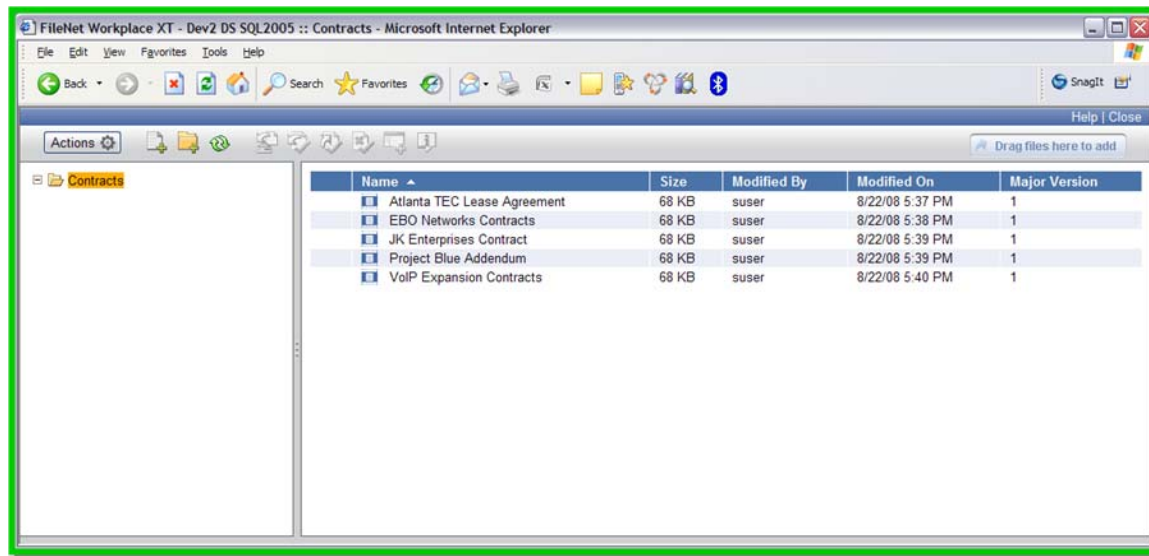 FileNet Workplace XT - Dev2 DS SQL2005 :: Contracts - Microsoft Internet Explorer
File Edit View Favorites Tools Help
Back Search Favorites SnagIt
Help | Close
Actions Drag files here to add
Contracts
Name Size Modified By Modified On Major Version
Atlanta TEC Lease Agreement 68 KB suser 8/22/08 5:37 PM 1
EBO Networks Contracts 68 KB suser 8/22/08 5:38 PM 1
JK Enterprises Contract 68 KB suser 8/22/08 5:39 PM 1
Project Blue Addendum 68 KB suser 8/22/08 5:39 PM 1
VoIP Expansion Contracts 68 KB suser 8/22/08 5:40 PM 1